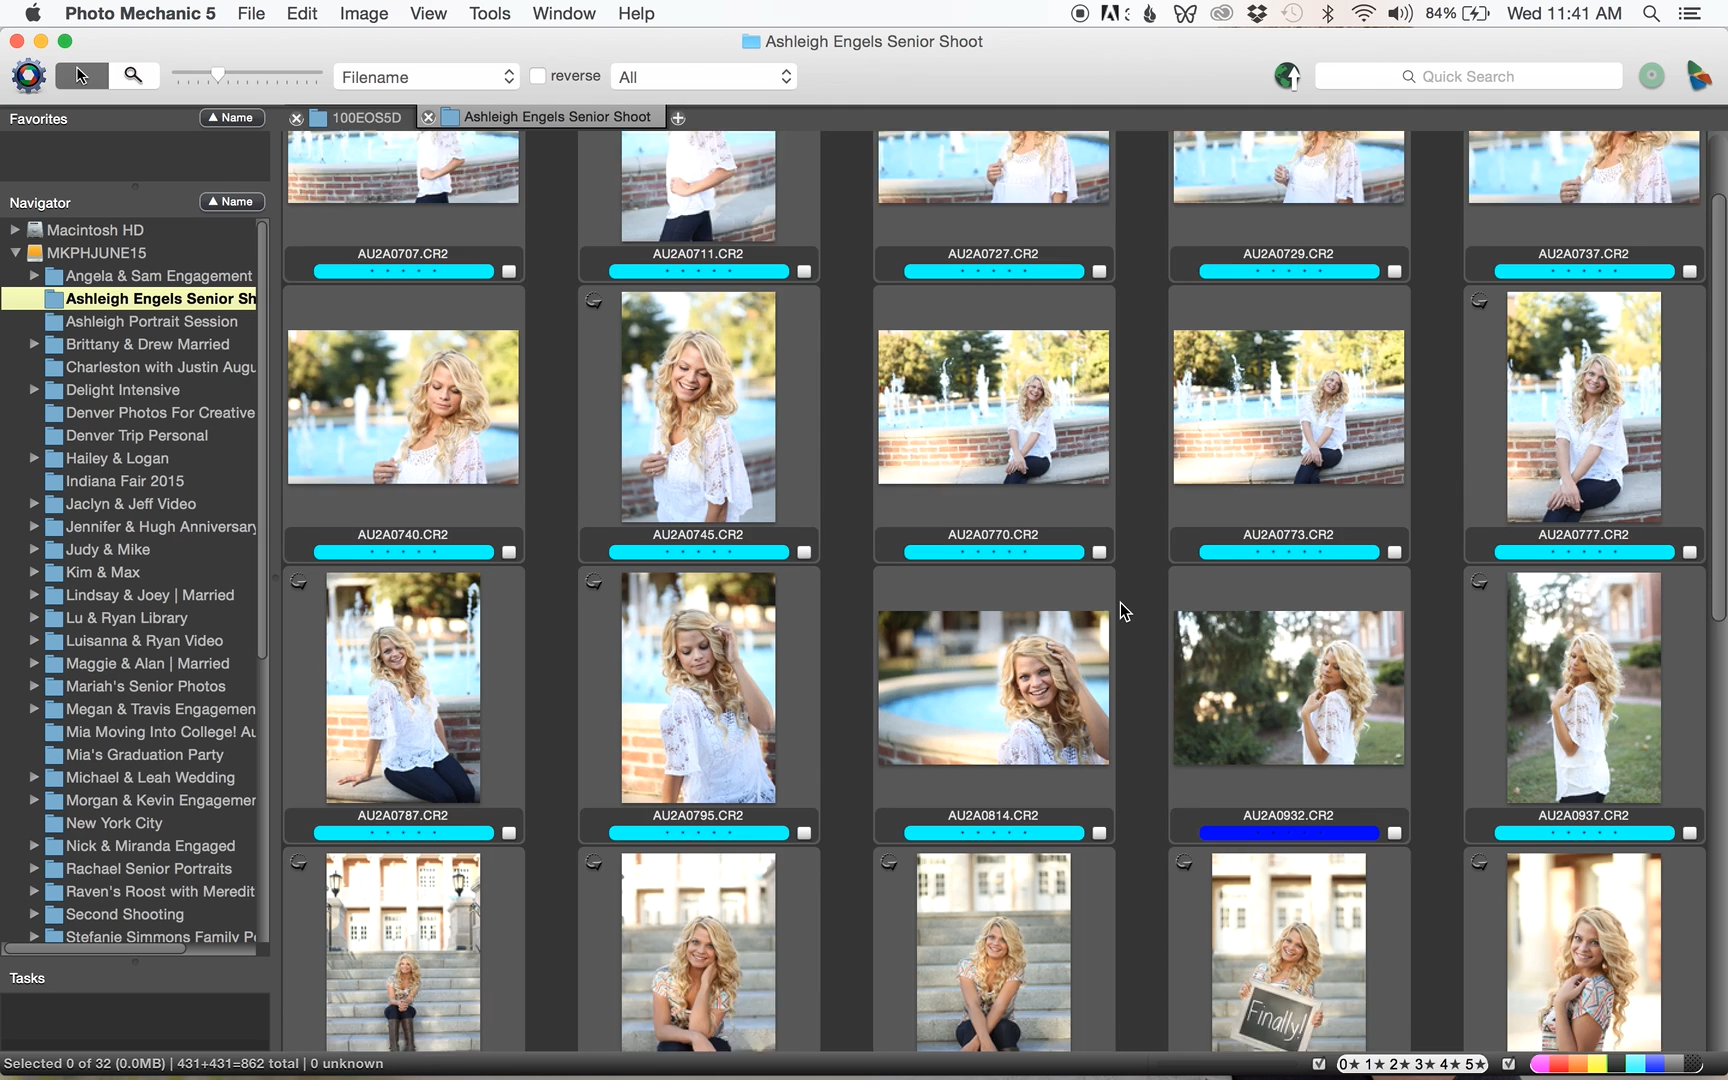 Photo Mechanic 5 File Edit Image View Tools Window Help 84% Wed 11:41 AM
Ashleigh Engels Senior Shoot
Filename reverse All Quick Search
Favorites Name 100EOS5D Ashleigh Engels Senior Shoot
Navigator Name
Macintosh HD
MKPHJUNE15
Angela & Sam Engagement
Ashleigh Engels Senior Sh
Ashleigh Portrait Session
Brittany & Drew Married
Charleston with Justin Augu
Delight Intensive
Denver Photos For Creative
Denver Trip Personal
Hailey & Logan
Indiana Fair 2015
Jaclyn & Jeff Video
Jennifer & Hugh Anniversary
Judy & Mike
Kim & Max
Lindsay & Joey | Married
Lu & Ryan Library
Luisanna & Ryan Video
Maggie & Alan | Married
Mariah's Senior Photos
Megan & Travis Engagemen
Mia Moving Into College! Au
Mia's Graduation Party
Michael & Leah Wedding
Morgan & Kevin Engagemen
New York City
Nick & Miranda Engaged
Rachael Senior Portraits
Raven's Roost with Meredit
Second Shooting
Stefanie Simmons Family P
Tasks
AU2A0707.CR2 AU2A0711.CR2 AU2A0727.CR2 AU2A0729.CR2 AU2A0737.CR2
AU2A0740.CR2 AU2A0745.CR2 AU2A0770.CR2 AU2A0773.CR2 AU2A0777.CR2
AU2A0787.CR2 AU2A0795.CR2 AU2A0814.CR2 AU2A0932.CR2 AU2A0937.CR2
Finally!
Selected 0 of 32 (0.0MB) | 431+431=862 total | 0 unknown 0★ 1★ 2★ 3★ 4★ 5★